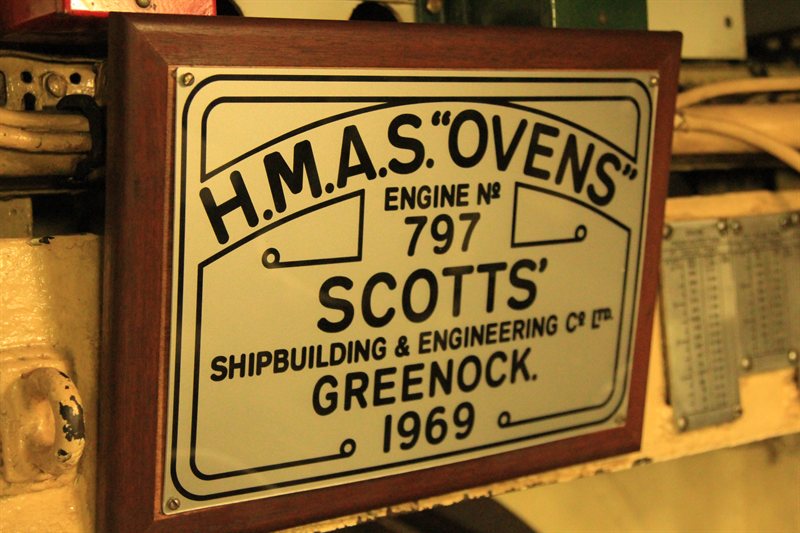 H.M.A.S. "OVENS"
ENGINE Nº
797
SCOTTS'
SHIPBUILDING & ENGINEERING Cº LTD.
GREENOCK.
1969